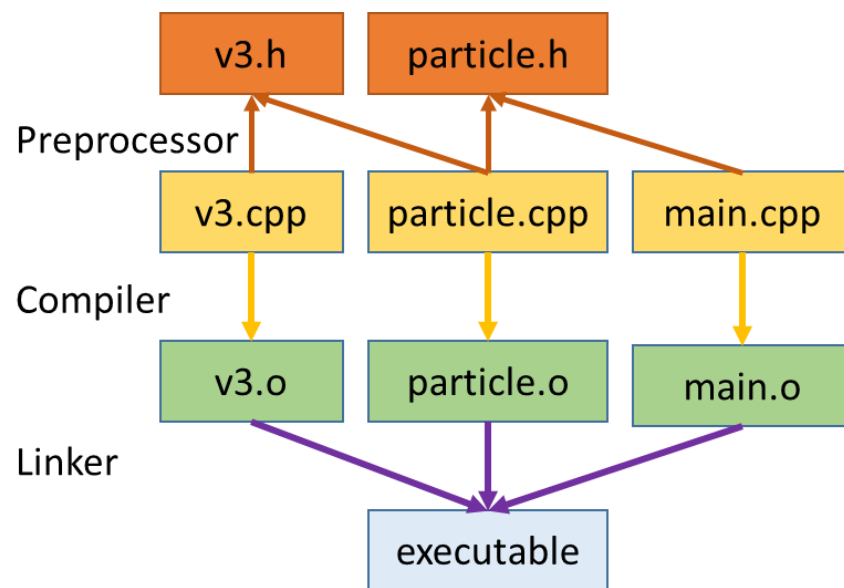 v3.h
particle.h
Preprocessor
v3.cpp
particle.cpp
main.cpp
Compiler
v3.o
particle.o
main.o
Linker
executable